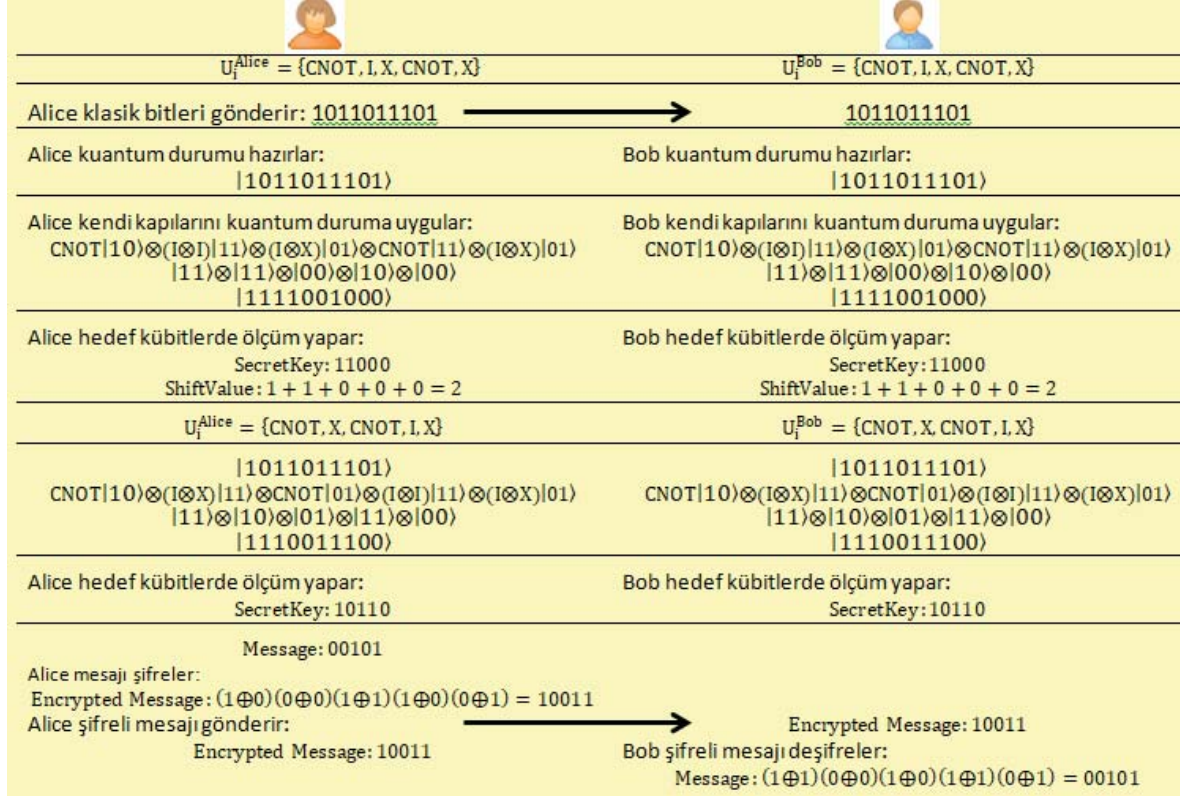 U_i^Alice = {CNOT, I, X, CNOT, X}
U_i^Bob = {CNOT, I, X, CNOT, X}
Alice klasik bitleri gönderir: 1011011101
1011011101
Alice kuantum durumu hazırlar:
|1011011101⟩
Bob kuantum durumu hazırlar:
|1011011101⟩
Alice kendi kapılarını kuantum duruma uygular:
CNOT|10⟩⊗(I⊗I)|11⟩⊗(I⊗X)|01⟩⊗CNOT|11⟩⊗(I⊗X)|01⟩
|11⟩⊗|11⟩⊗|00⟩⊗|10⟩⊗|00⟩
|1111001000⟩
Bob kendi kapılarını kuantum duruma uygular:
CNOT|10⟩⊗(I⊗I)|11⟩⊗(I⊗X)|01⟩⊗CNOT|11⟩⊗(I⊗X)|01⟩
|11⟩⊗|11⟩⊗|00⟩⊗|10⟩⊗|00⟩
|1111001000⟩
Alice hedef kübitlerde ölçüm yapar:
SecretKey: 11000
ShiftValue: 1 + 1 + 0 + 0 + 0 = 2
Bob hedef kübitlerde ölçüm yapar:
SecretKey: 11000
ShiftValue: 1 + 1 + 0 + 0 + 0 = 2
U_i^Alice = {CNOT, X, CNOT, I, X}
U_i^Bob = {CNOT, X, CNOT, I, X}
|1011011101⟩
CNOT|10⟩⊗(I⊗X)|11⟩⊗CNOT|01⟩⊗(I⊗I)|11⟩⊗(I⊗X)|01⟩
|11⟩⊗|10⟩⊗|01⟩⊗|11⟩⊗|00⟩
|1110011100⟩
|1011011101⟩
CNOT|10⟩⊗(I⊗X)|11⟩⊗CNOT|01⟩⊗(I⊗I)|11⟩⊗(I⊗X)|01⟩
|11⟩⊗|10⟩⊗|01⟩⊗|11⟩⊗|00⟩
|1110011100⟩
Alice hedef kübitlerde ölçüm yapar:
SecretKey: 10110
Bob hedef kübitlerde ölçüm yapar:
SecretKey: 10110
Message: 00101
Alice mesajı şifreler:
Encrypted Message: (1⊕0)(0⊕0)(1⊕1)(1⊕0)(0⊕1) = 10011
Alice şifreli mesajı gönderir:
Encrypted Message: 10011
Encrypted Message: 10011
Bob şifreli mesajı deşifreler:
Message: (1⊕1)(0⊕0)(1⊕0)(1⊕1)(0⊕1) = 00101